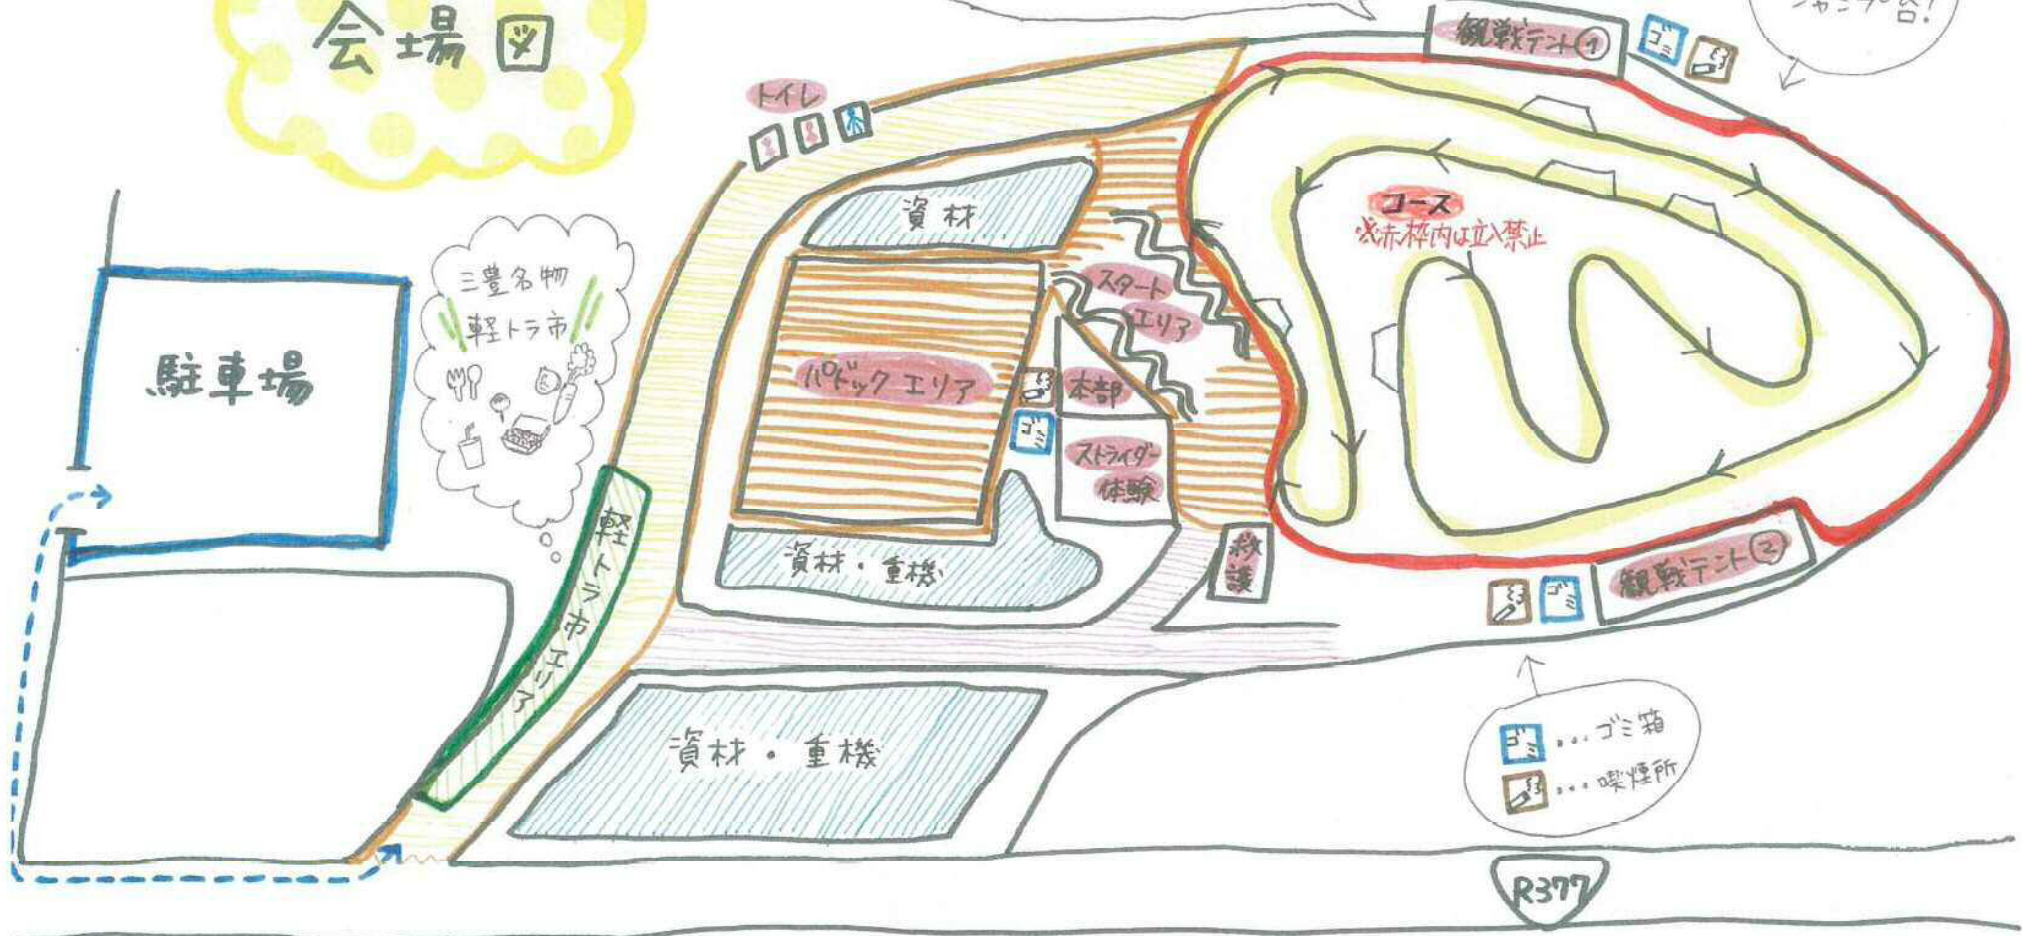 会場図
ジャンプ台!
観戦テント①
ゴミ
トイレ
資材
コース
※赤枠内は立入禁止
三豊名物
軽トラ市
スタート
エリア
駐車場
パドックエリア
本部
ゴミ
ストライダー
体験
軽トラ市エリア
資材・重機
救護
観戦テント②
ゴミ
資材・重機
ゴミ...ゴミ箱
...喫煙所
R377